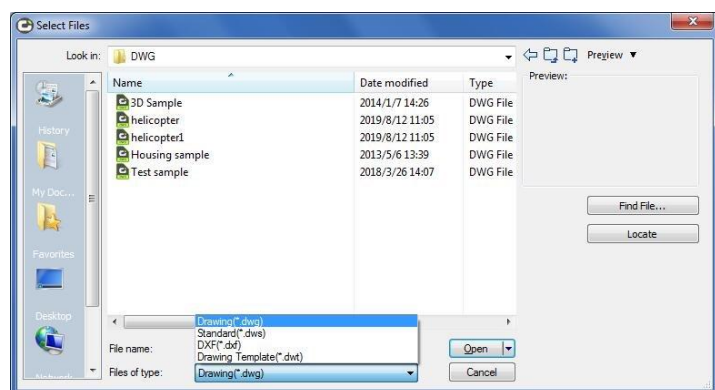 Select Files
Look in: DWG Preview ▼
Name Date modified Type Preview:
3D Sample 2014/1/7 14:26 DWG File
helicopter 2019/8/12 11:05 DWG File
helicopter1 2019/8/12 11:05 DWG File
Housing sample 2013/5/6 13:39 DWG File
Test sample 2018/3/26 14:07 DWG File
History
My Doc...
Favorites
Desktop
Network
Find File...
Locate
Drawing(*.dwg)
Standard(*.dws)
DXF(*.dxf)
Drawing Template(*.dwt)
File name: Open
Files of type: Drawing(*.dwg) Cancel